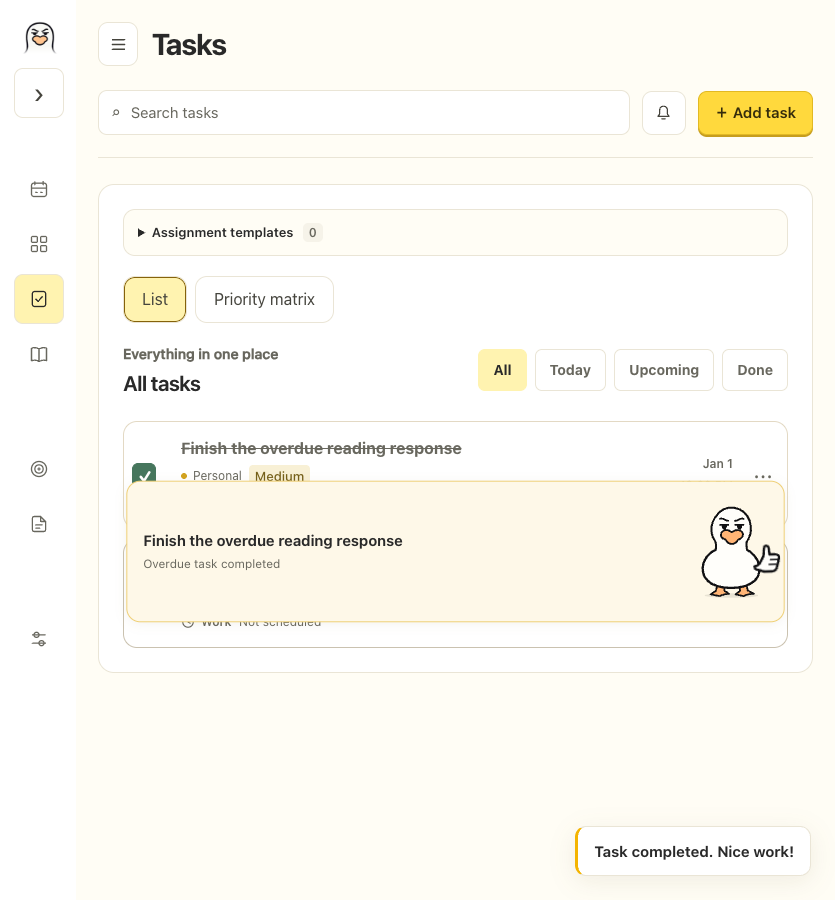 Tasks
Search tasks
+ Add task
Assignment templates 0
List
Priority matrix
Everything in one place
All tasks
All
Today
Upcoming
Done
Finish the overdue reading response
Personal Medium
Jan 1
Finish the overdue reading response
Overdue task completed
Work Not scheduled
Task completed. Nice work!